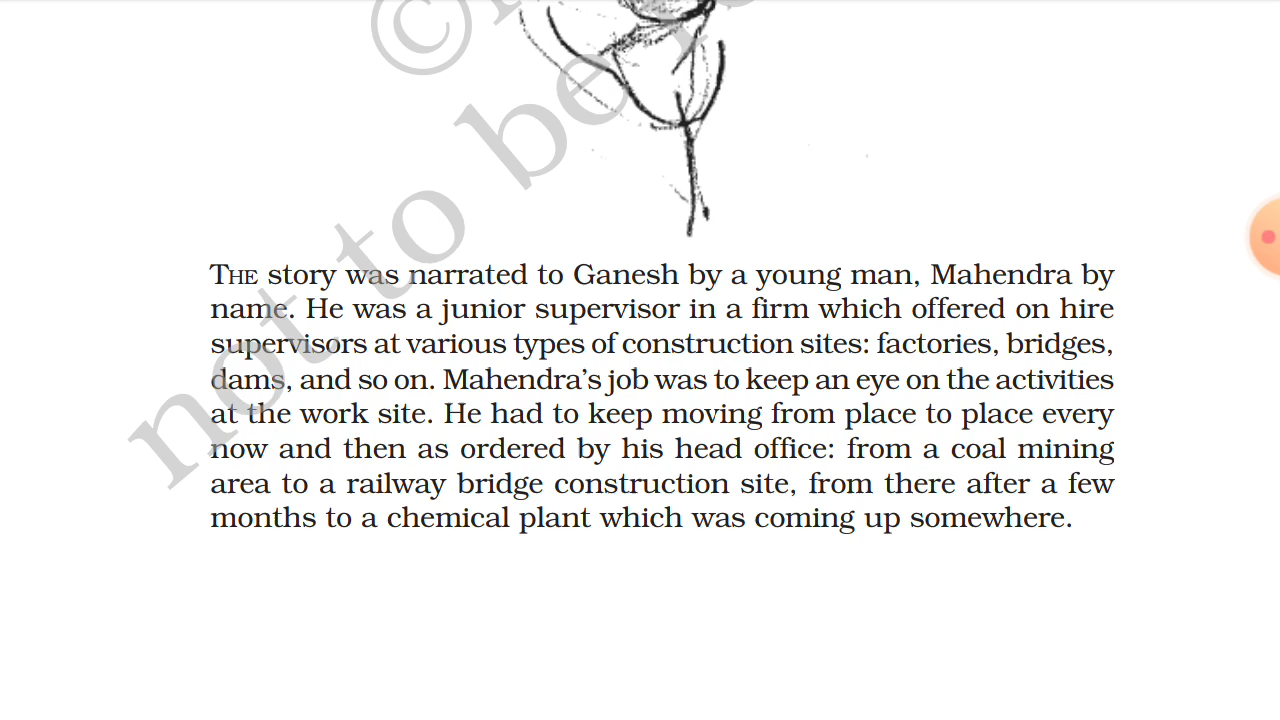 ©
not to be
THE story was narrated to Ganesh by a young man, Mahendra by
name. He was a junior supervisor in a firm which offered on hire
supervisors at various types of construction sites: factories, bridges,
dams, and so on. Mahendra’s job was to keep an eye on the activities
at the work site. He had to keep moving from place to place every
now and then as ordered by his head office: from a coal mining
area to a railway bridge construction site, from there after a few
months to a chemical plant which was coming up somewhere.